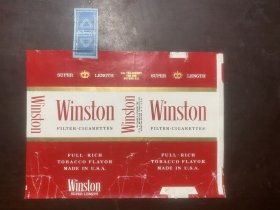 SUPER LENGTH
SUPER LENGTH
Winston
Winston
FILTER-CIGARETTES
Winston
Winston
FILTER-CIGARETTES
FULL · RICH
TOBACCO FLAVOR
MADE IN U.S.A.
FULL · RICH
TOBACCO FLAVOR
MADE IN U.S.A.
Winston
SUPER LENGTH